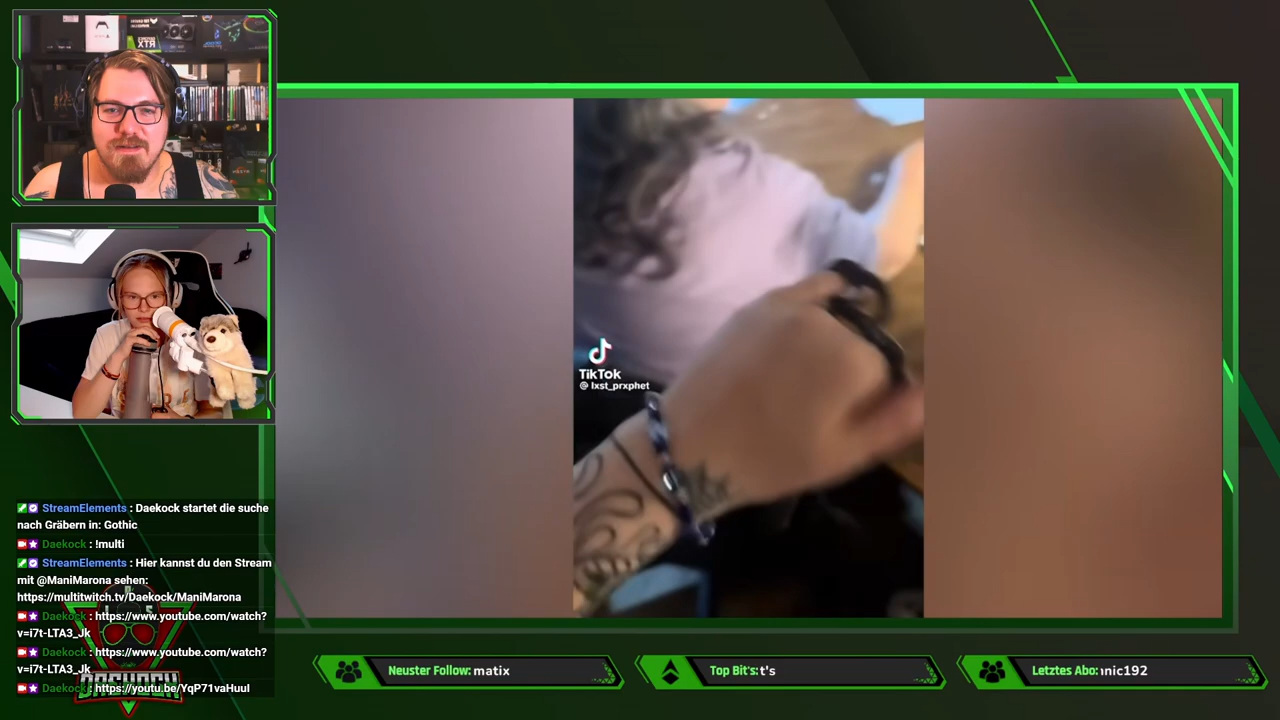 RTX
TikTok
@ lxst_prxphet
StreamElements : Daekock startet die suche
nach Gräbern in: Gothic
Daekock : !multi
StreamElements : Hier kannst du den Stream
mit @ManiMarona sehen:
https://multitwitch.tv/Daekock/ManiMarona
Daekock : https://www.youtube.com/watch?
v=i7t-LTA3_Jk
Daekock : https://www.youtube.com/watch?
v=i7t-LTA3_Jk
Daekock : https://youtu.be/YqP71vaHuuI
DAEKOCK
Neuster Follow: matix
Top Bit's: t's
Letztes Abo: nic192